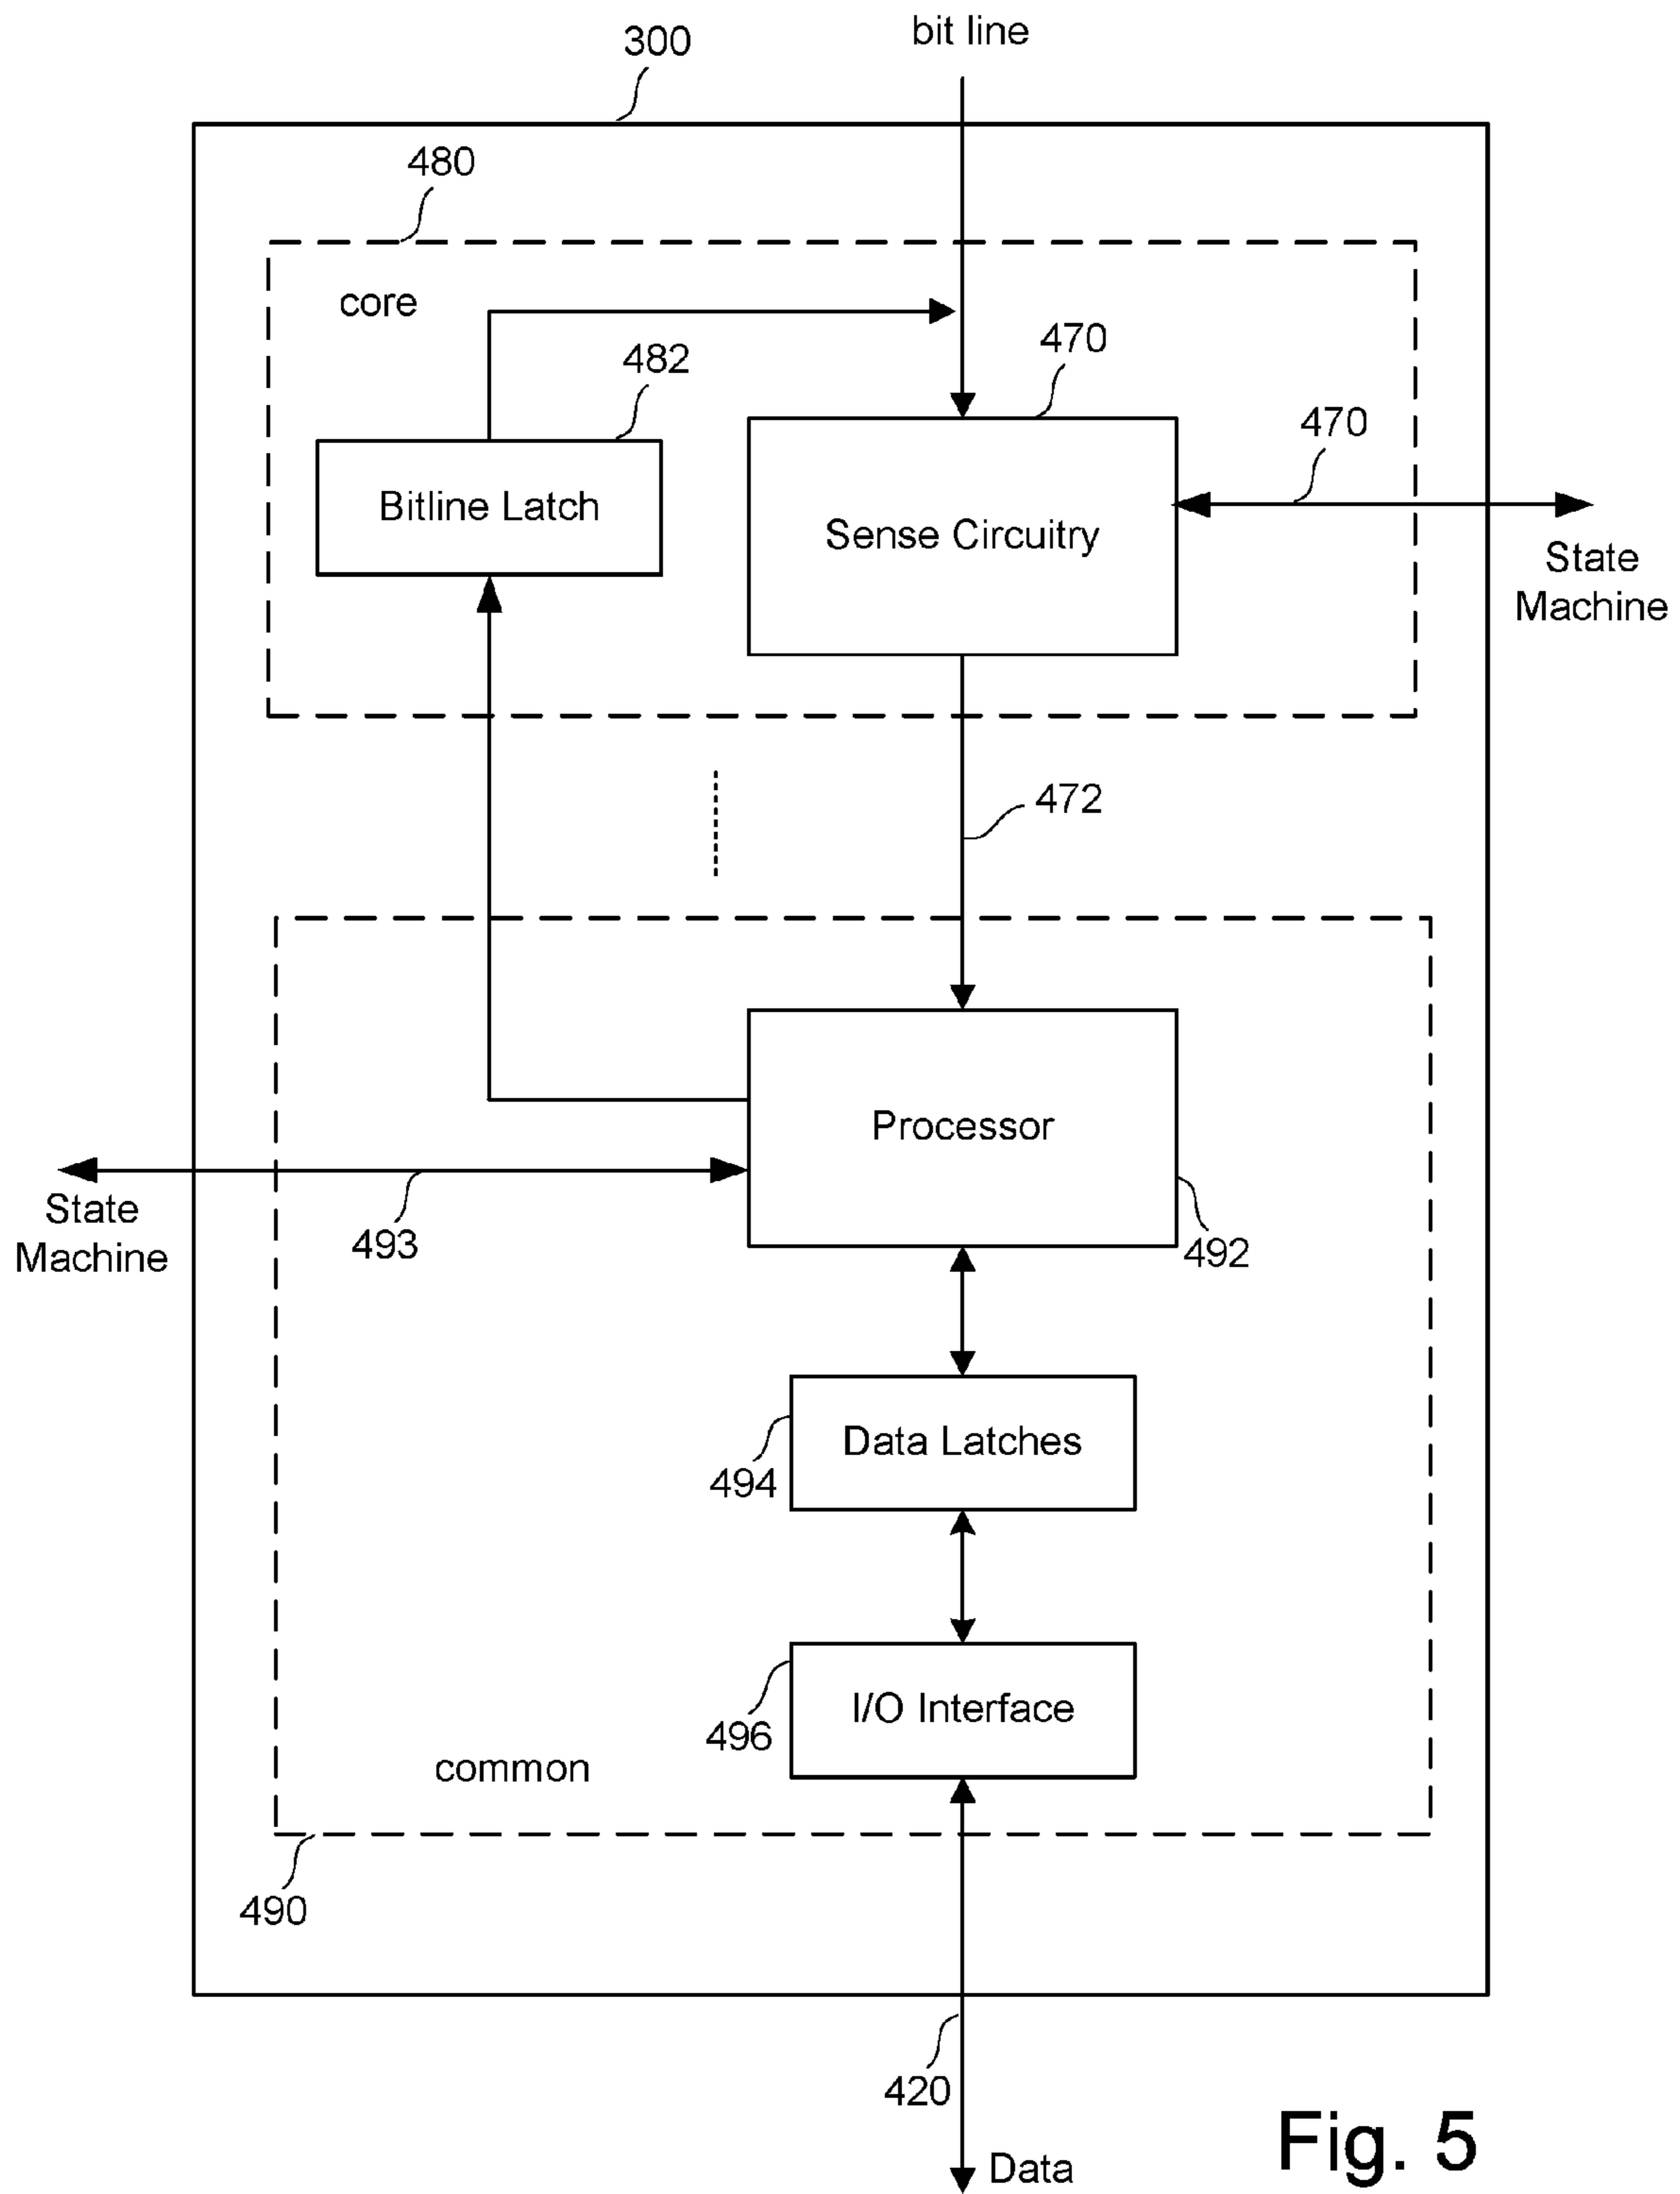 bit line
300
480
core
482
470
470
Bitline Latch
Sense Circuitry
State
Machine
472
Processor
State
Machine
493
492
Data Latches
494
I/O Interface
496
common
490
420
Data
Fig. 5